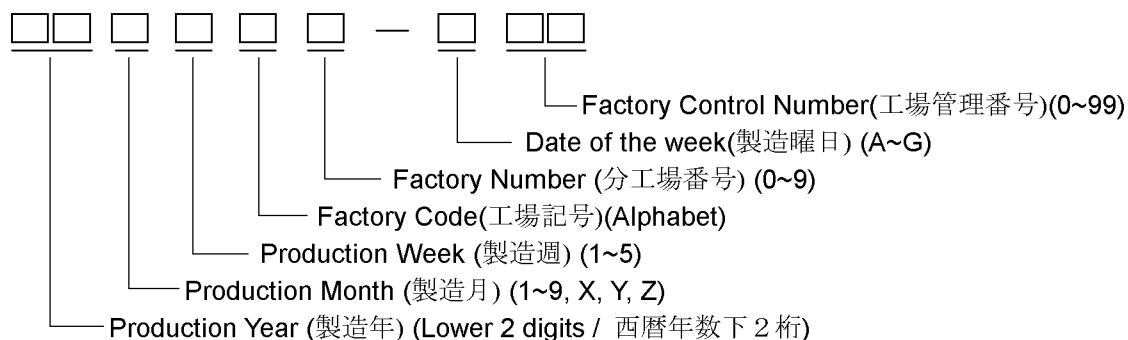 Factory Control Number(工場管理番号)(0~99)
Date of the week(製造曜日) (A~G)
Factory Number (分工場番号) (0~9)
Factory Code(工場記号)(Alphabet)
Production Week (製造週) (1~5)
Production Month (製造月) (1~9, X, Y, Z)
Production Year (製造年) (Lower 2 digits / 西暦年数下２桁)